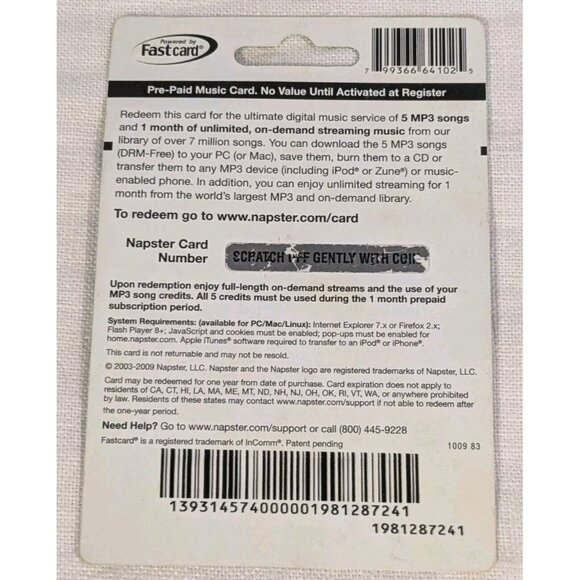 Powered by
Fastcard®
7 99366 64102 5
Pre-Paid Music Card. No Value Until Activated at Register
Redeem this card for the ultimate digital music service of 5 MP3 songs
and 1 month of unlimited, on-demand streaming music from our
library of over 7 million songs. You can download the 5 MP3 songs
(DRM-Free) to your PC (or Mac), save them, burn them to a CD or
transfer them to any MP3 device (including iPod® or Zune®) or music-
enabled phone. In addition, you can enjoy unlimited streaming for 1
month from the world's largest MP3 and on-demand library.
To redeem go to www.napster.com/card
Napster Card
Number
SCRATCH OFF GENTLY WITH COIN
Upon redemption enjoy full-length on-demand streams and the use of your
MP3 song credits. All 5 credits must be used during the 1 month prepaid
subscription period.
System Requirements: (available for PC/Mac/Linux): Internet Explorer 7.x or Firefox 2.x;
Flash Player 8+; JavaScript and cookies must be enabled; pop-ups must be enabled for
home.napster.com. Apple iTunes® software required to transfer to an iPod® or iPhone®.
This card is not returnable and may not be resold.
© 2003-2009 Napster, LLC. Napster and the Napster logo are registered trademarks of Napster, LLC.
Card may be redeemed for one year from date of purchase. Card expiration does not apply to
residents of CA, CT, HI, LA, MA, ME, MT, ND, NH, NJ, OH, OK, RI, VT, WA, or anywhere prohibited
by law. Residents of these states may contact www.napster.com/support if not able to redeem after
the one-year period.
Need Help? Go to www.napster.com/support or call (800) 445-9228
Fastcard® is a registered trademark of InComm®. Patent pending
1009 83
139314574000001981287241
1981287241